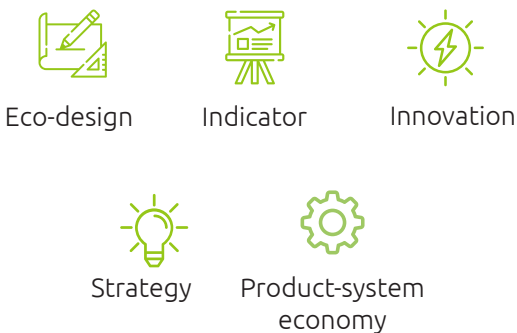 Eco-design
Indicator
Innovation
Strategy
Product-system
economy